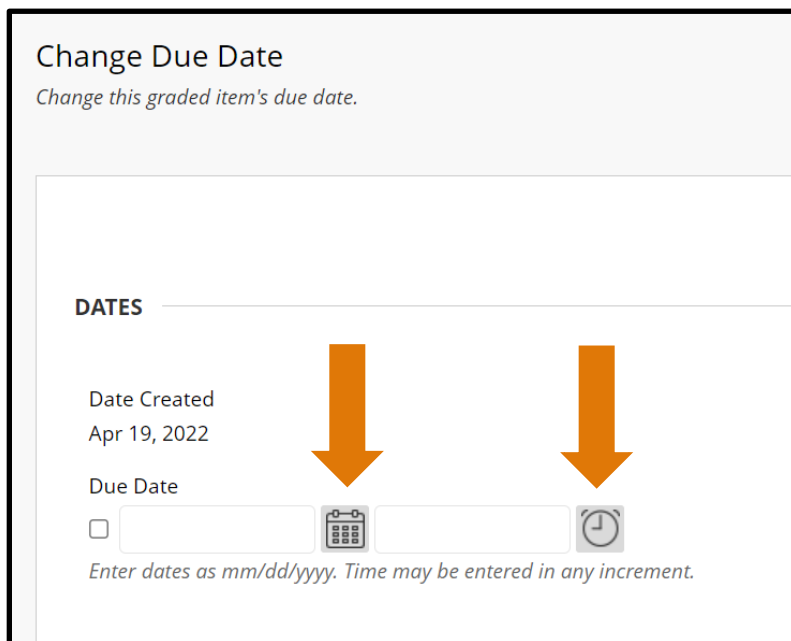 Change Due Date
Change this graded item's due date.
DATES
Date Created
Apr 19, 2022
Due Date
Enter dates as mm/dd/yyyy. Time may be entered in any increment.